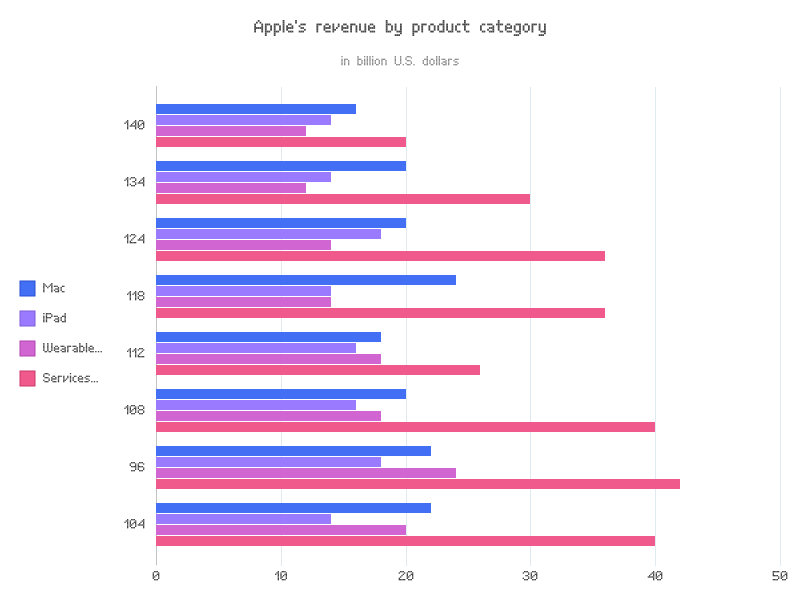 Apple's revenue by product category
in billion U.S. dollars
140
134
124
118
112
108
96
104
Mac
iPad
Wearable...
Services...
0 10 20 30 40 50